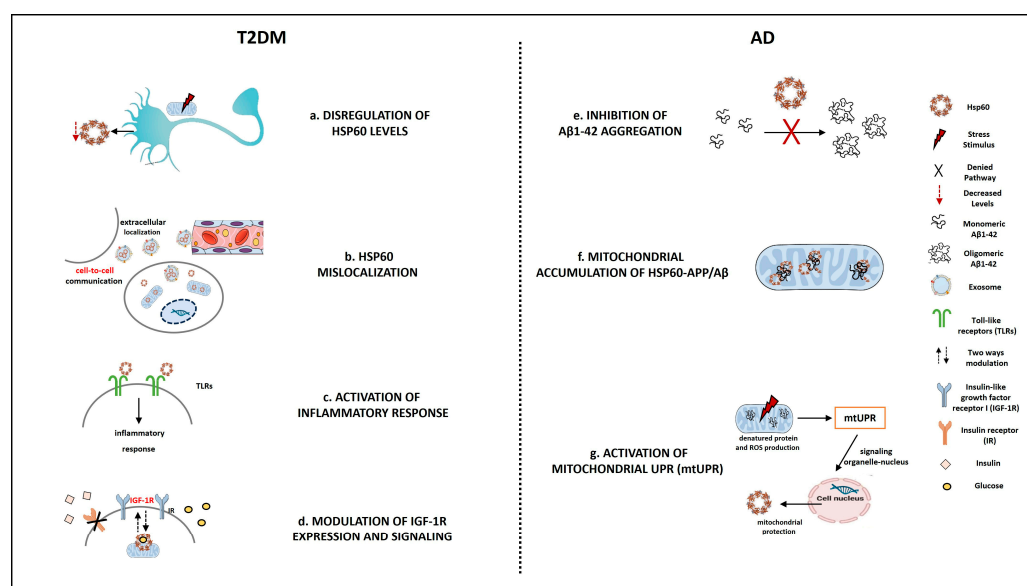 T2DM
a. DISREGULATION OF
HSP60 LEVELS
extracellular
localization
cell-to-cell
communication
b. HSP60
MISLOCALIZATION
TLRs
inflammatory
response
c. ACTIVATION OF
INFLAMMATORY RESPONSE
IGF-1R
IR
d. MODULATION OF IGF-1R
EXPRESSION AND SIGNALING
AD
e. INHIBITION OF
Aβ1-42 AGGREGATION
f. MITOCHONDRIAL
ACCUMULATION OF HSP60-APP/Aβ
denatured protein
and ROS production
mtUPR
signaling
organelle-nucleus
g. ACTIVATION OF
MITOCHONDRIAL UPR (mtUPR)
Cell nucleus
mitochondrial
protection
Hsp60
Stress
Stimulus
Denied
Pathway
Decreased
Levels
Monomeric
Aβ1-42
Oligomeric
Aβ1-42
Exosome
Toll-like
receptors (TLRs)
Two ways
modulation
Insulin-like
growth factor
receptor I (IGF-1R)
Insulin receptor
(IR)
Insulin
Glucose